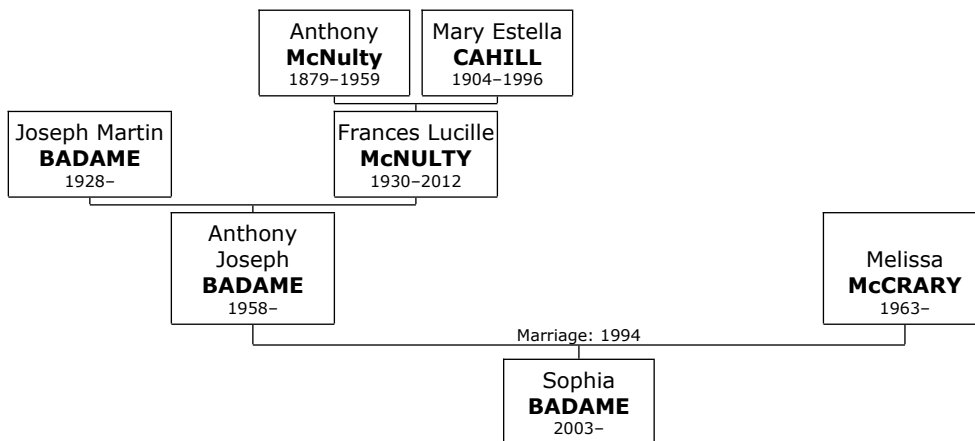 Anthony
McNulty
1879–1959
Mary Estella
CAHILL
1904–1996
Joseph Martin
BADAME
1928–
Frances Lucille
McNULTY
1930–2012
Anthony
Joseph
BADAME
1958–
Melissa
McCRARY
1963–
Marriage: 1994
Sophia
BADAME
2003–